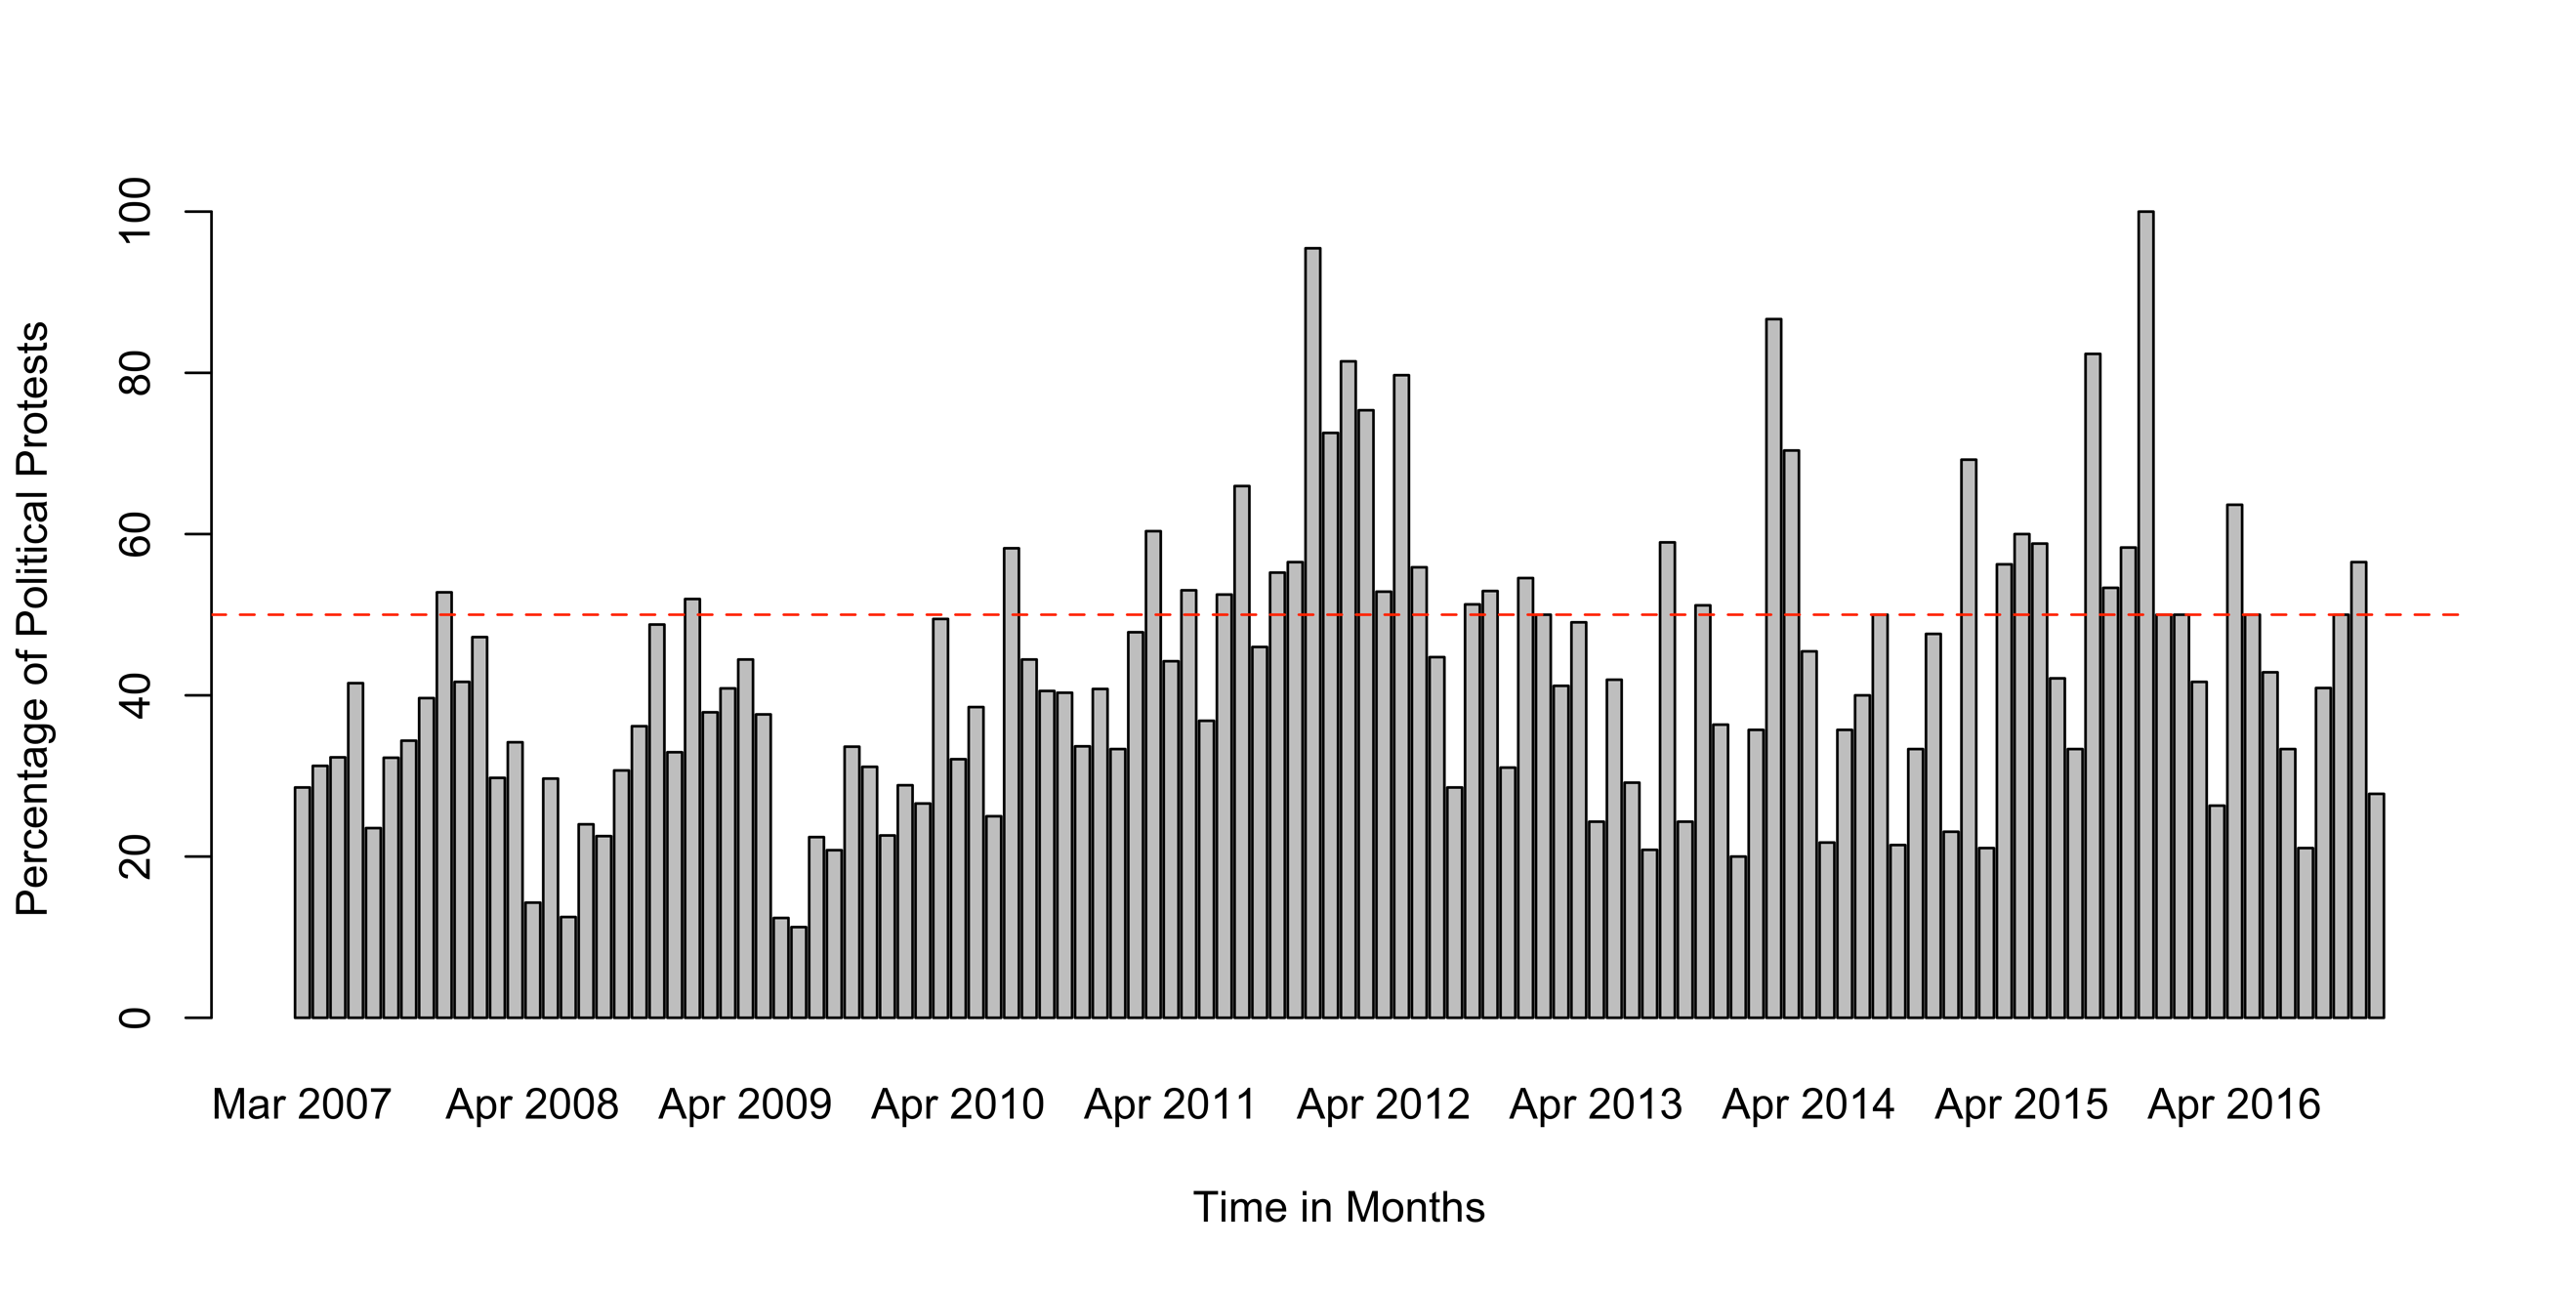 Percentage of Political Protests
100
80
60
40
20
0
Mar 2007 Apr 2008 Apr 2009 Apr 2010 Apr 2011 Apr 2012 Apr 2013 Apr 2014 Apr 2015 Apr 2016
Time in Months